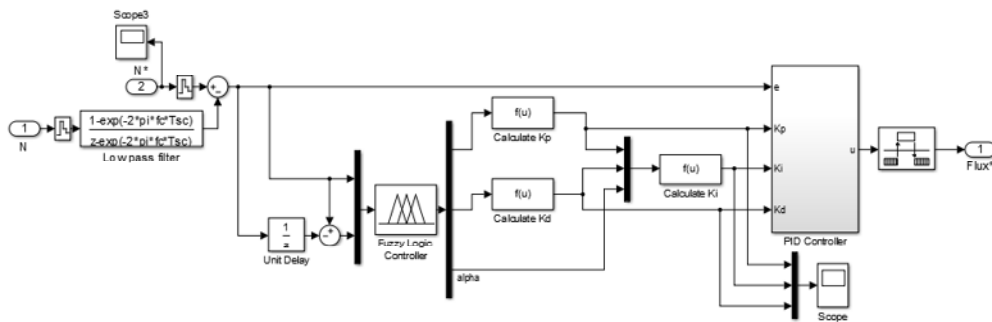 Scope3
N*
2
1
N
1-exp(-2*pi*fc*Tsc)
z-exp(-2*pi*fc*Tsc)
Low pass filter
+
-
1
z
Unit Delay
-
+
Fuzzy Logic
Controller
f(u)
Calculate Kp
f(u)
Calculate Kd
alpha
f(u)
Calculate Ki
e
Kp
Ki
Kd
u
PID Controller
Scope
1
Flux*